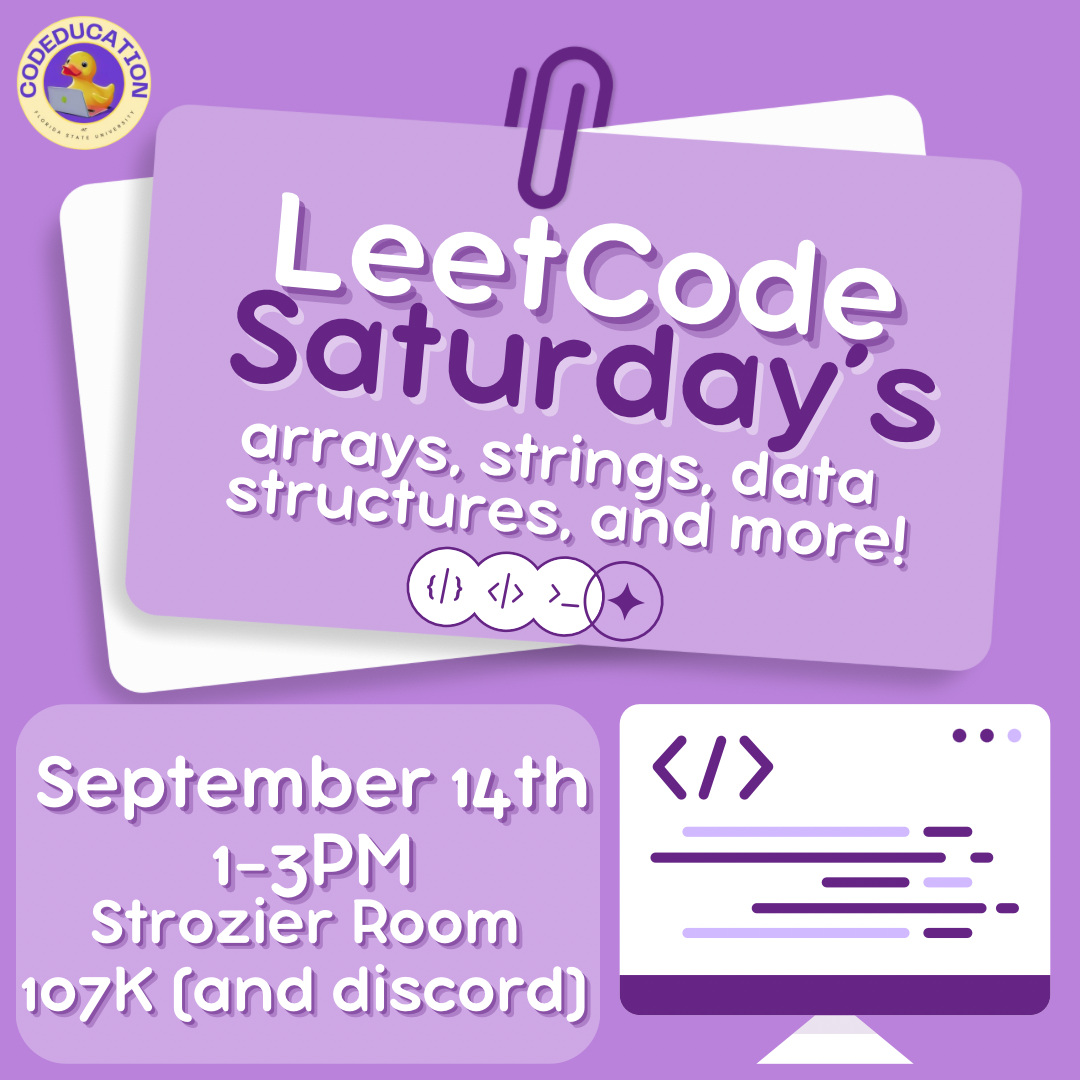 CODEDUCATION
AT
FLORIDA STATE UNIVERSITY
LeetCode
Saturday's
arrays, strings, data
structures, and more!
{/} </> >_
</>
September 14th
1-3PM
Strozier Room
107K (and discord)